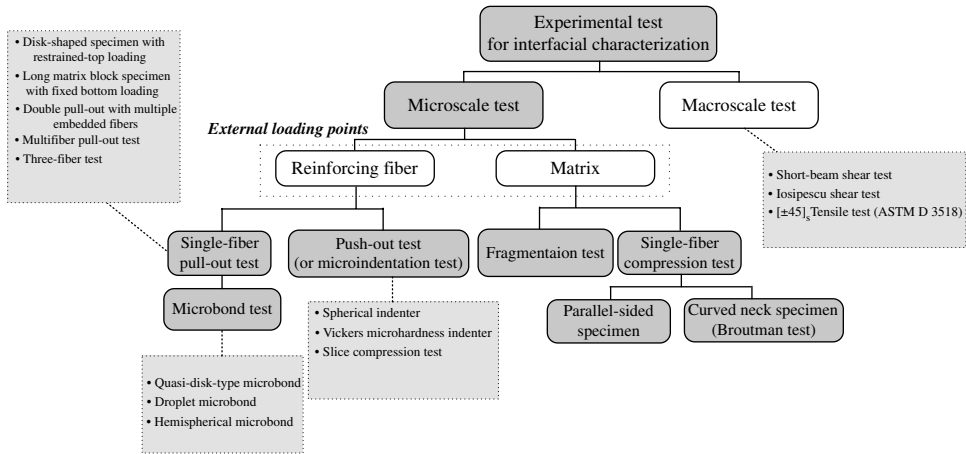 Experimental test
for interfacial characterization
• Disk-shaped specimen with
restrained-top loading
• Long matrix block specimen
with fixed bottom loading
• Double pull-out with multiple
embedded fibers
• Multifiber pull-out test
• Three-fiber test
Microscale test
Macroscale test
External loading points
Reinforcing fiber
Matrix
• Short-beam shear test
• Iosipescu shear test
• [±45]sTensile test (ASTM D 3518)
Single-fiber
pull-out test
Push-out test
(or microindentation test)
Fragmentaion test
Single-fiber
compression test
Microbond test
• Spherical indenter
• Vickers microhardness indenter
• Slice compression test
Parallel-sided
specimen
Curved neck specimen
(Broutman test)
• Quasi-disk-type microbond
• Droplet microbond
• Hemispherical microbond